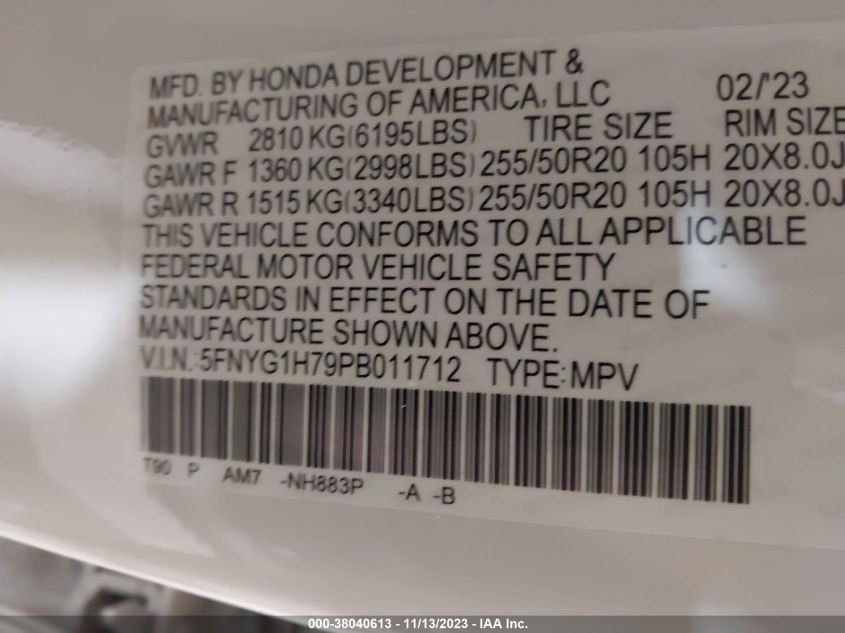 MFD. BY HONDA DEVELOPMENT &
MANUFACTURING OF AMERICA, LLC 02/'23
GVWR 2810 KG(6195LBS) TIRE SIZE RIM SIZE
GAWR F 1360 KG(2998LBS) 255/50R20 105H 20X8.0J
GAWR R 1515 KG(3340LBS) 255/50R20 105H 20X8.0J
THIS VEHICLE CONFORMS TO ALL APPLICABLE
FEDERAL MOTOR VEHICLE SAFETY
STANDARDS IN EFFECT ON THE DATE OF
MANUFACTURE SHOWN ABOVE.
V.I.N.:5FNYG1H79PB011712 TYPE:MPV
T90 P AM7 -NH883P -A -B
000-38040613 - 11/13/2023 - IAA Inc.